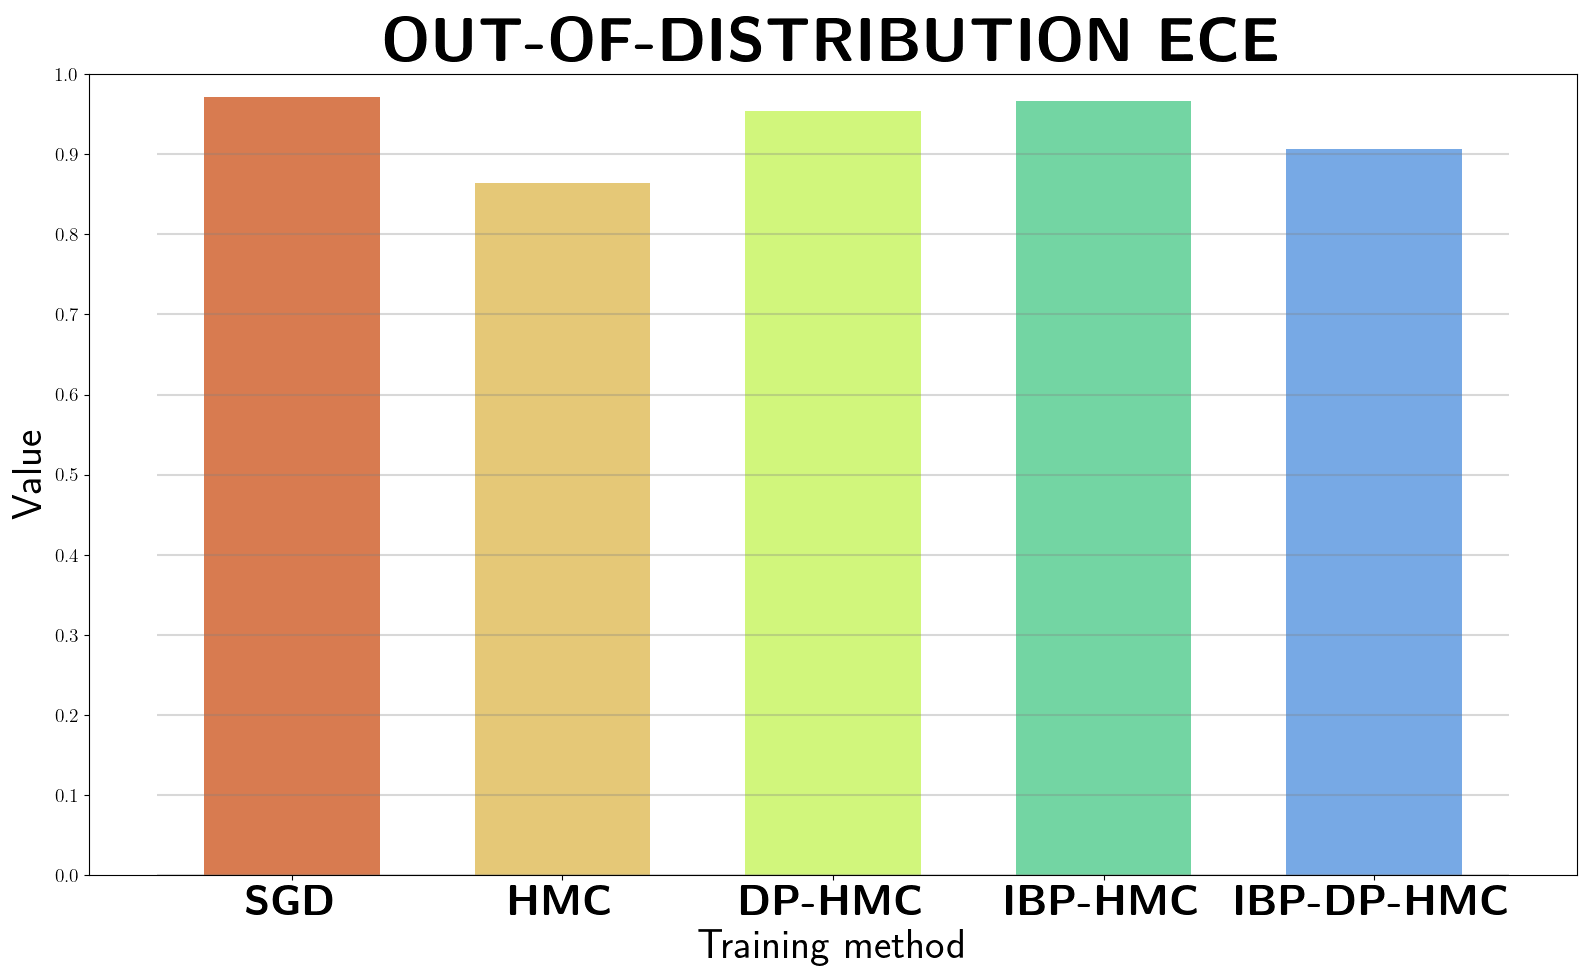 OUT-OF-DISTRIBUTION ECE
1.0
0.9
0.8
0.7
0.6
0.5
0.4
0.3
0.2
0.1
0.0
Value
SGD HMC DP-HMC IBP-HMC IBP-DP-HMC
Training method